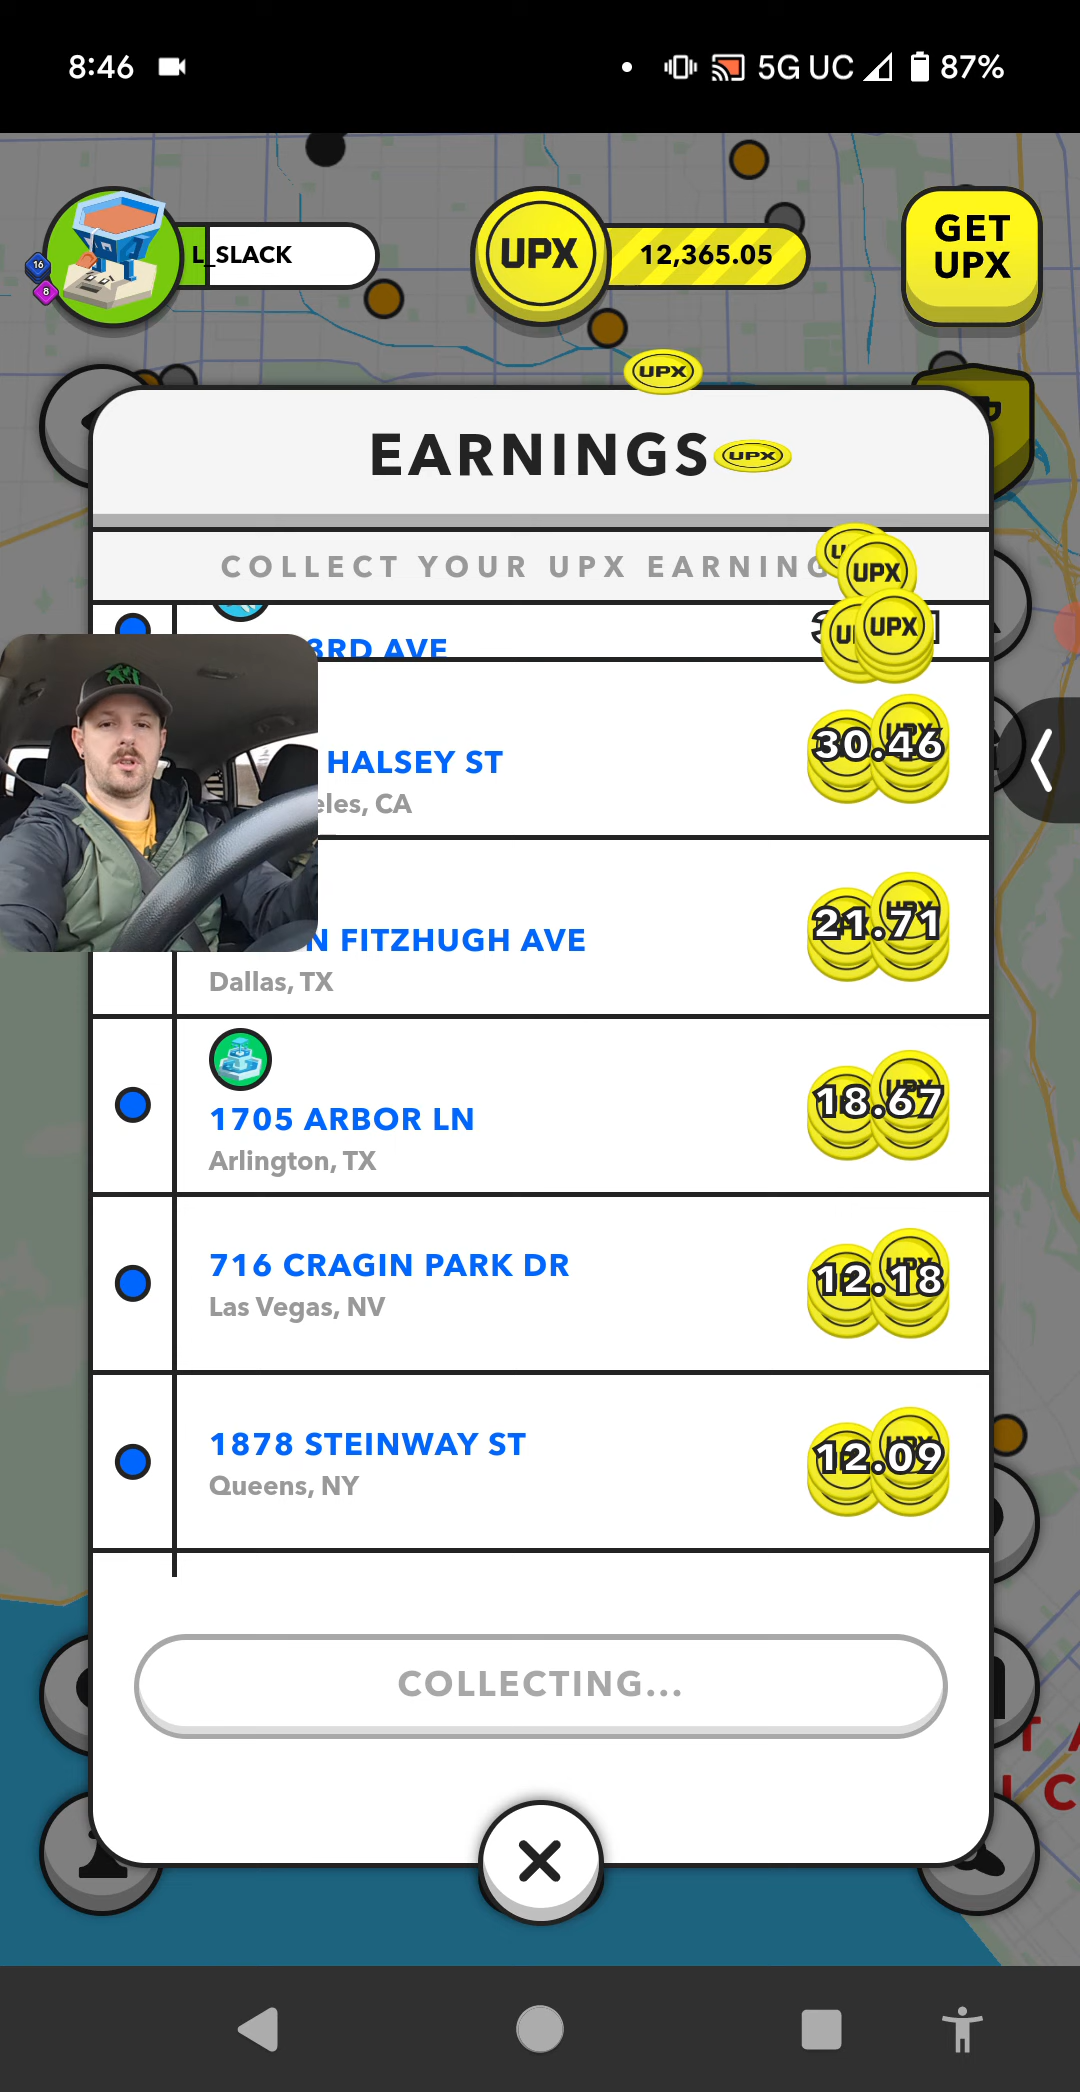 8:46
5G UC
87%
16
8
L_SLACK
UPX
12,365.05
GET
UPX
UPX
EARNINGS
UPX
COLLECT YOUR UPX EARNING
UPX
UPX
3RD AVE
HALSEY ST
eles, CA
30.46
N FITZHUGH AVE
Dallas, TX
21.71
1705 ARBOR LN
Arlington, TX
18.67
716 CRAGIN PARK DR
Las Vegas, NV
12.18
1878 STEINWAY ST
Queens, NY
12.09
COLLECTING...